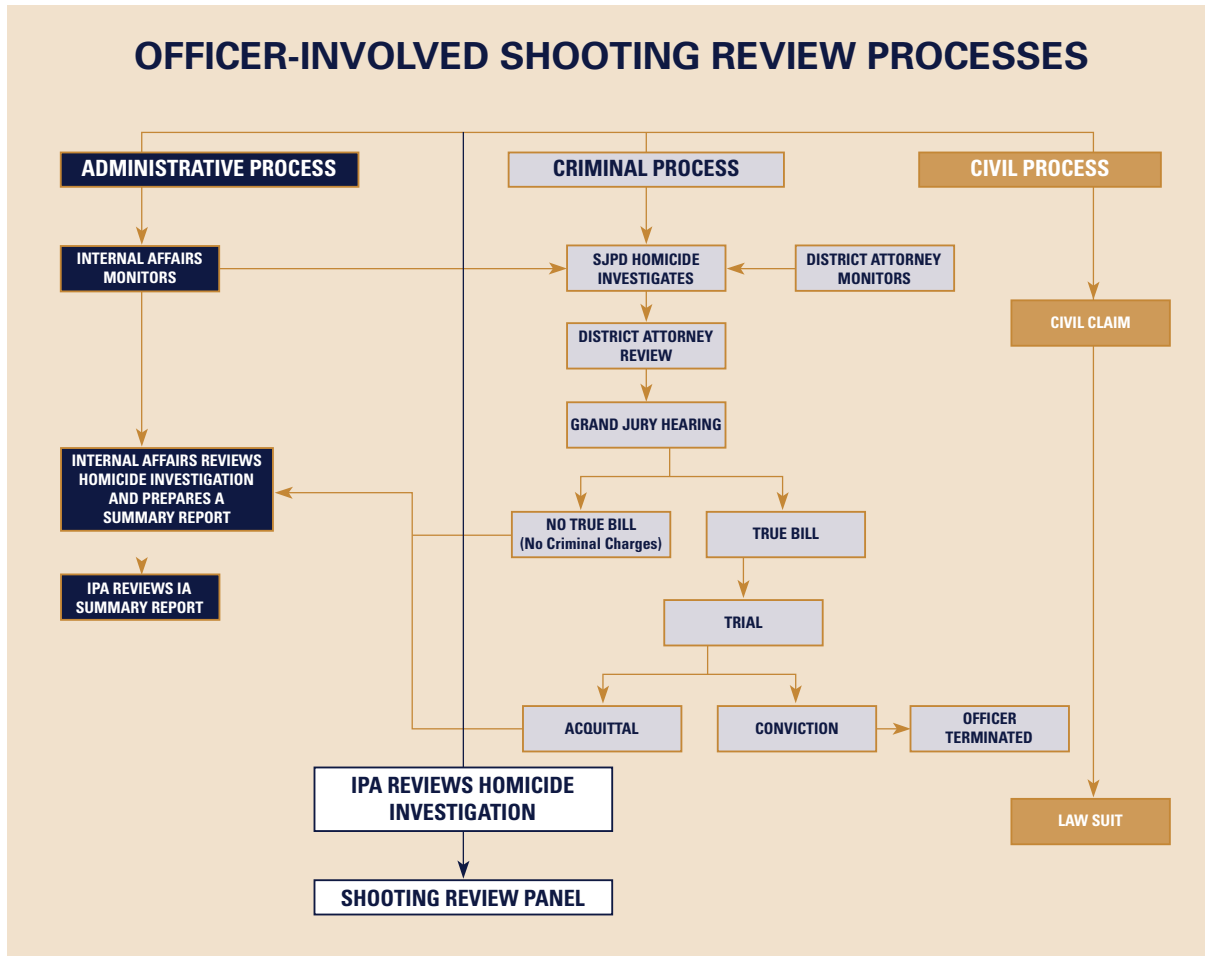 OFFICER-INVOLVED SHOOTING REVIEW PROCESSES
ADMINISTRATIVE PROCESS
CRIMINAL PROCESS
CIVIL PROCESS
INTERNAL AFFAIRS
MONITORS
SJPD HOMICIDE
INVESTIGATES
DISTRICT ATTORNEY
MONITORS
CIVIL CLAIM
DISTRICT ATTORNEY
REVIEW
GRAND JURY HEARING
INTERNAL AFFAIRS REVIEWS
HOMICIDE INVESTIGATION
AND PREPARES A
SUMMARY REPORT
NO TRUE BILL
(No Criminal Charges)
TRUE BILL
IPA REVIEWS IA
SUMMARY REPORT
TRIAL
ACQUITTAL
CONVICTION
OFFICER
TERMINATED
IPA REVIEWS HOMICIDE
INVESTIGATION
LAW SUIT
SHOOTING REVIEW PANEL